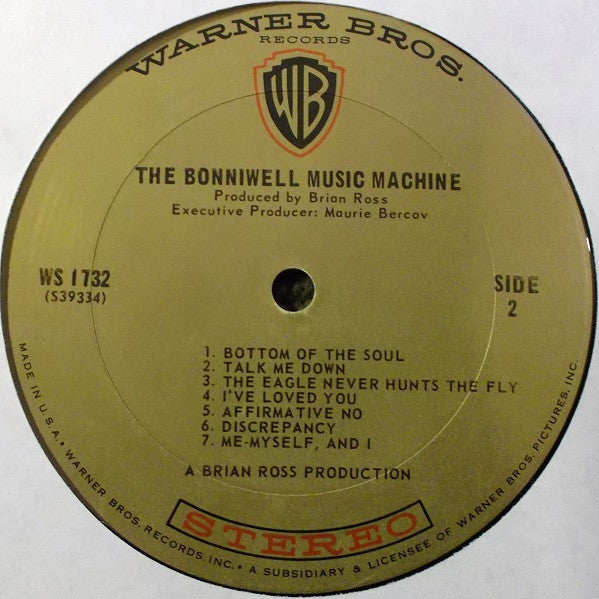 WARNER BROS.
RECORDS
WB
THE BONNIWELL MUSIC MACHINE
Produced by Brian Ross
Executive Producer: Maurie Bercov
WS 1732
(S39334)
SIDE
2
1. BOTTOM OF THE SOUL
2. TALK ME DOWN
3. THE EAGLE NEVER HUNTS THE FLY
4. I'VE LOVED YOU
5. AFFIRMATIVE NO
6. DISCREPANCY
7. ME-MYSELF, AND I
A BRIAN ROSS PRODUCTION
STEREO
MADE IN U.S.A. • WARNER BROS. RECORDS, INC. • A SUBSIDIARY & LICENSEE OF WARNER BROS. PICTURES, INC.